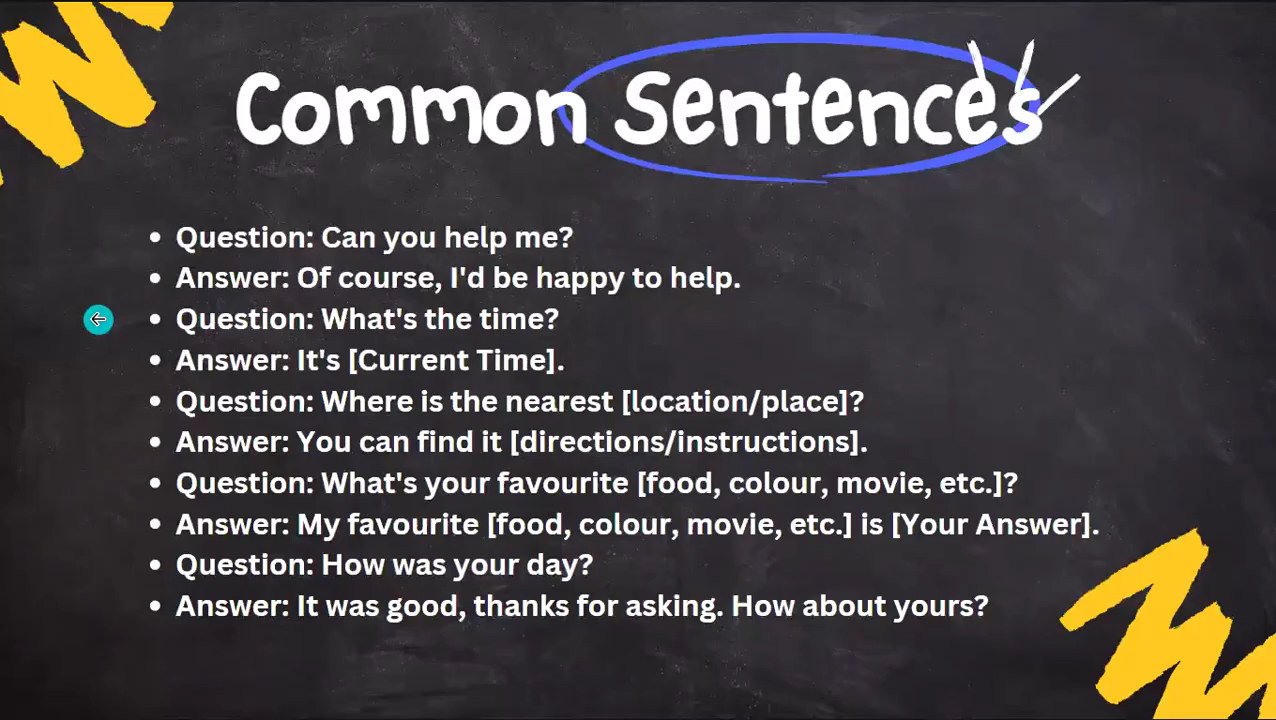 Common Sentences
• Question: Can you help me?
• Answer: Of course, I'd be happy to help.
• Question: What's the time?
• Answer: It's [Current Time].
• Question: Where is the nearest [location/place]?
• Answer: You can find it [directions/instructions].
• Question: What's your favourite [food, colour, movie, etc.]?
• Answer: My favourite [food, colour, movie, etc.] is [Your Answer].
• Question: How was your day?
• Answer: It was good, thanks for asking. How about yours?